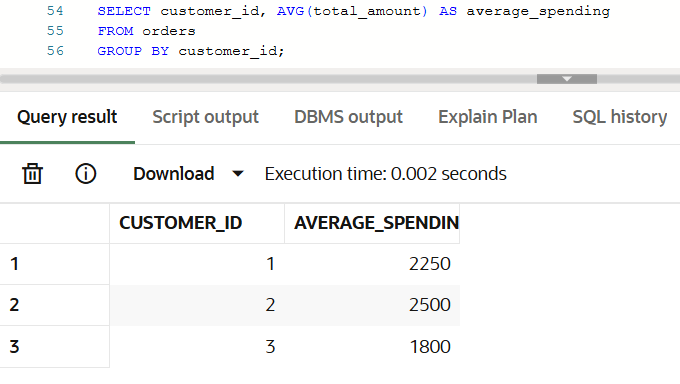 54 SELECT customer_id, AVG(total_amount) AS average_spending
55 FROM orders
56 GROUP BY customer_id;
Query result Script output DBMS output Explain Plan SQL history
Download Execution time: 0.002 seconds
CUSTOMER_ID AVERAGE_SPENDIN
1 1 2250
2 2 2500
3 3 1800